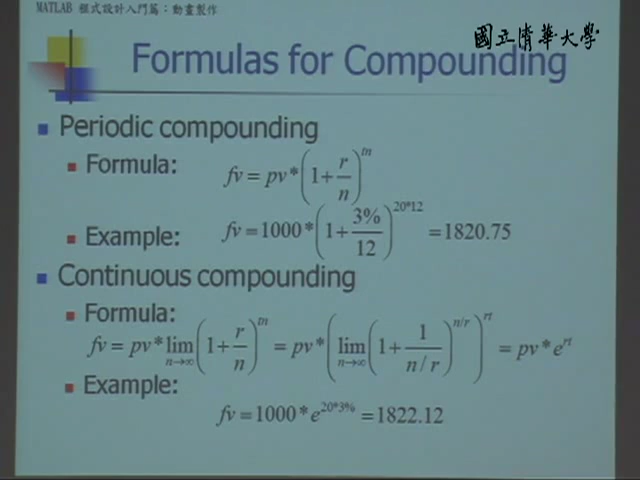 MATLAB 程式設計入門篇：動畫製作
國立清華大學
Formulas for Compounding
Periodic compounding
Formula: fv = pv*(1+r/n)^tn
Example: fv = 1000*(1+3%/12)^20*12 = 1820.75
Continuous compounding
Formula:
fv = pv*lim n→∞ (1+r/n)^tn = pv*(lim n→∞ (1+1/(n/r))^n/r)^rt = pv*e^rt
Example:
fv = 1000*e^20*3% = 1822.12